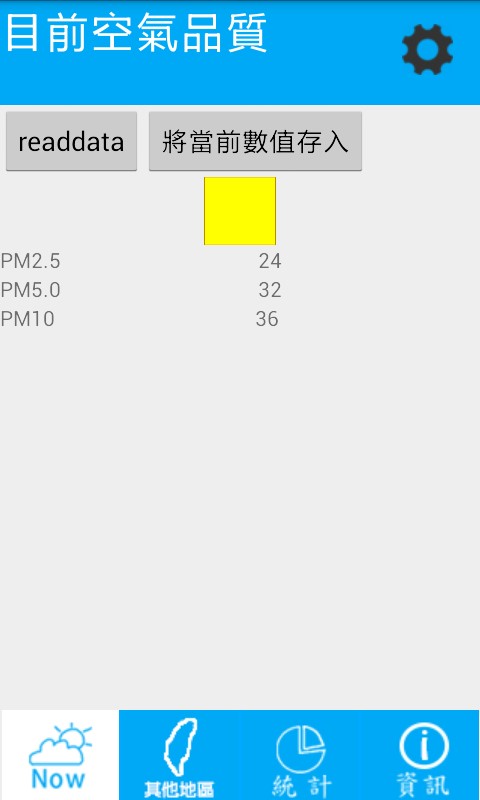 目前空氣品質
readdata 將當前數值存入
PM2.5 24
PM5.0 32
PM10 36
Now 其他地區 統計 資訊